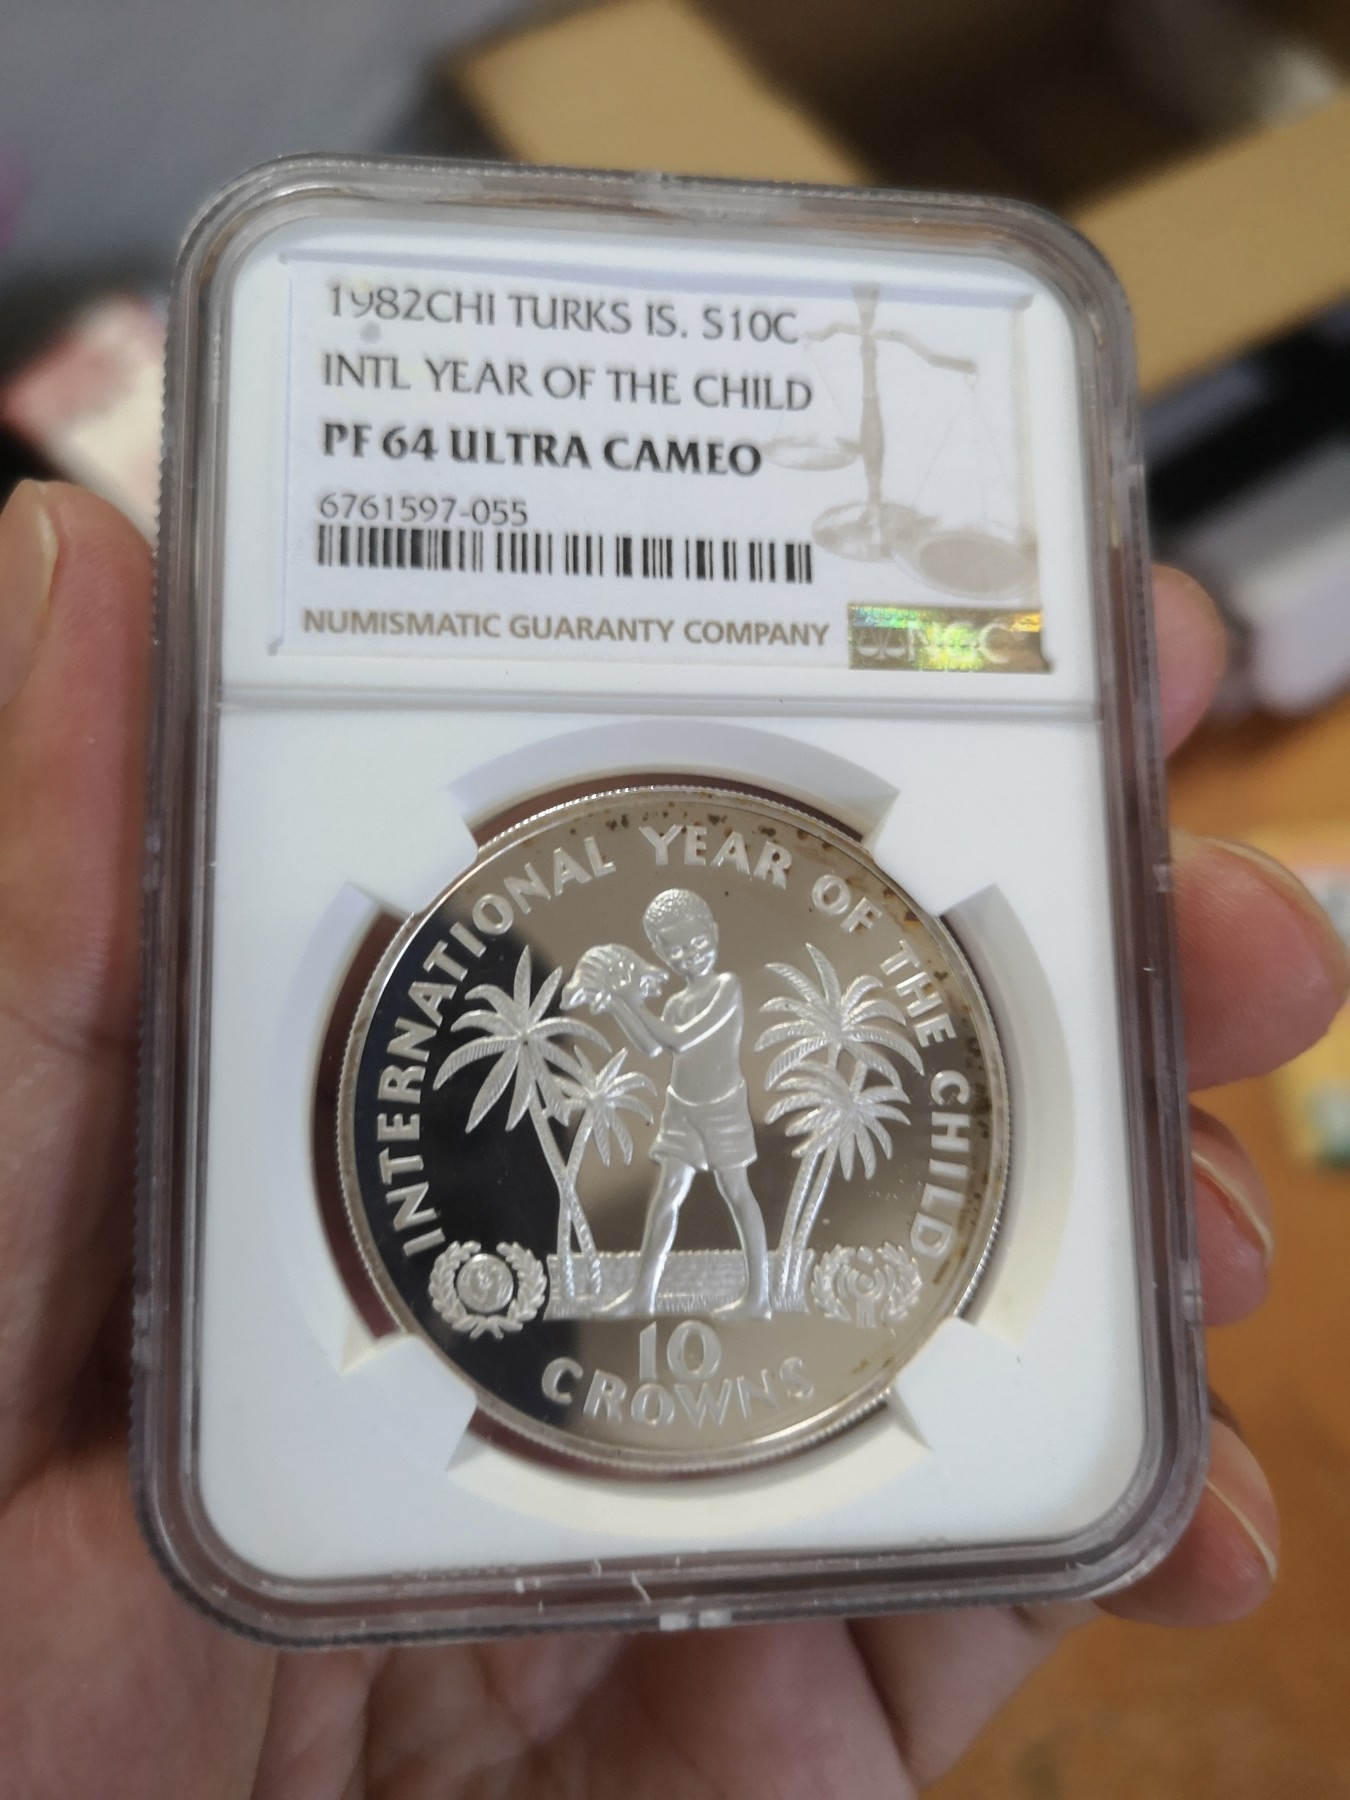 1982CHI TURKS IS. S10C
INTL YEAR OF THE CHILD
PF 64 ULTRA CAMEO
6761597-055
NUMISMATIC GUARANTY COMPANY
NGC
INTERNATIONAL YEAR OF THE CHILD
10
CROWNS